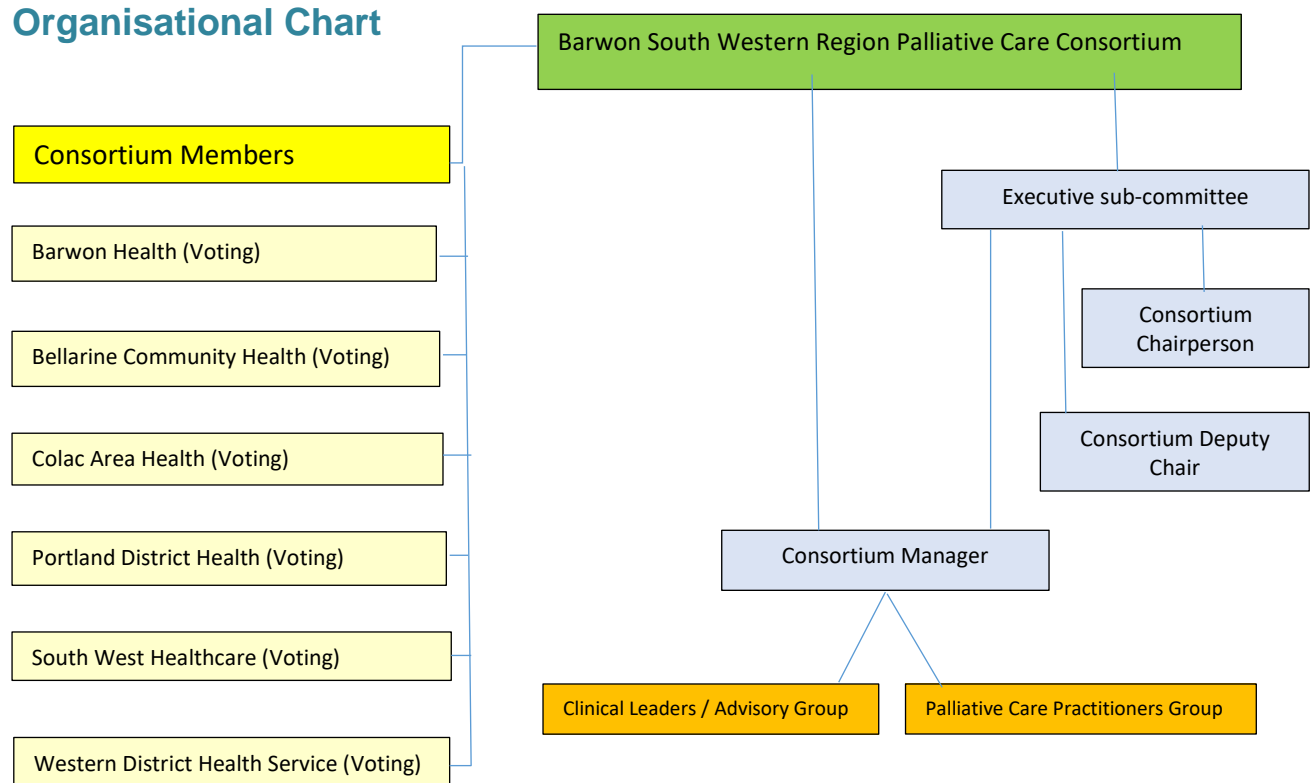 Organisational Chart
Barwon South Western Region Palliative Care Consortium
Consortium Members
Barwon Health (Voting)
Bellarine Community Health (Voting)
Colac Area Health (Voting)
Portland District Health (Voting)
South West Healthcare (Voting)
Western District Health Service (Voting)
Executive sub-committee
Consortium
Chairperson
Consortium Deputy
Chair
Consortium Manager
Clinical Leaders / Advisory Group
Palliative Care Practitioners Group